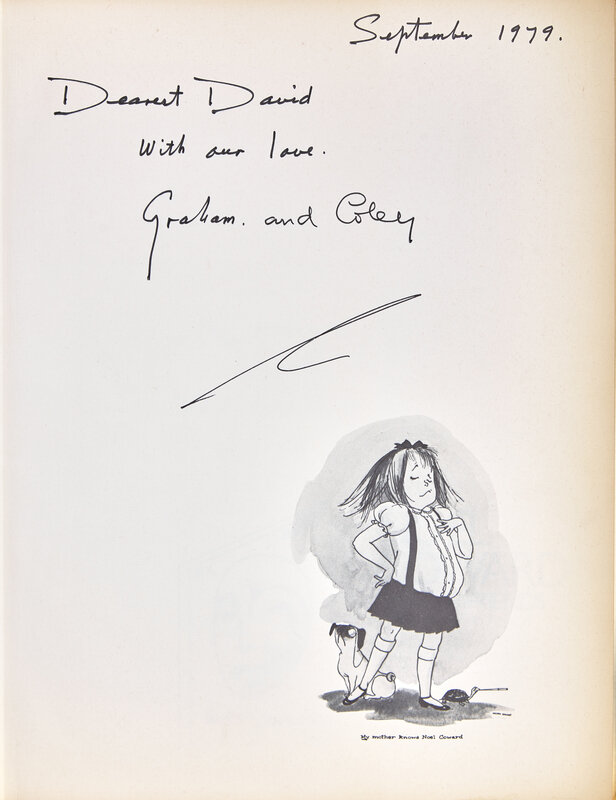 September 1979.
Dearest David
With our love.
Graham. and Coley
My mother knows Noel Coward